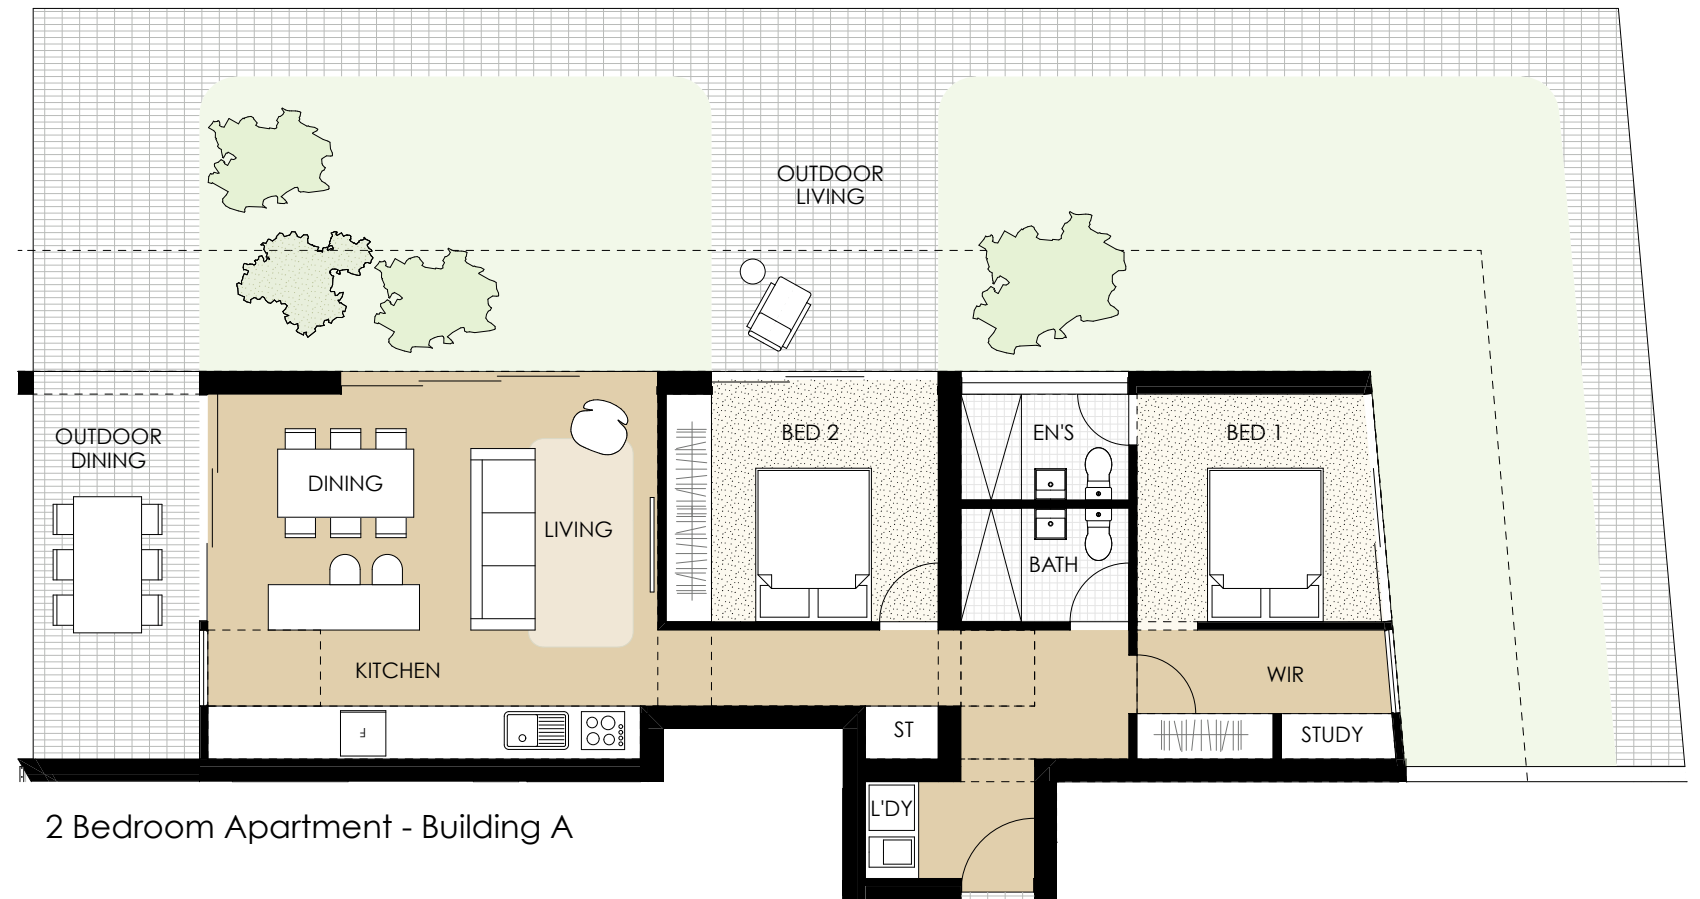 OUTDOOR
LIVING
OUTDOOR
DINING
DINING
LIVING
BED 2
EN'S
BED 1
BATH
KITCHEN
WIR
ST
STUDY
F
L'DY
2 Bedroom Apartment - Building A